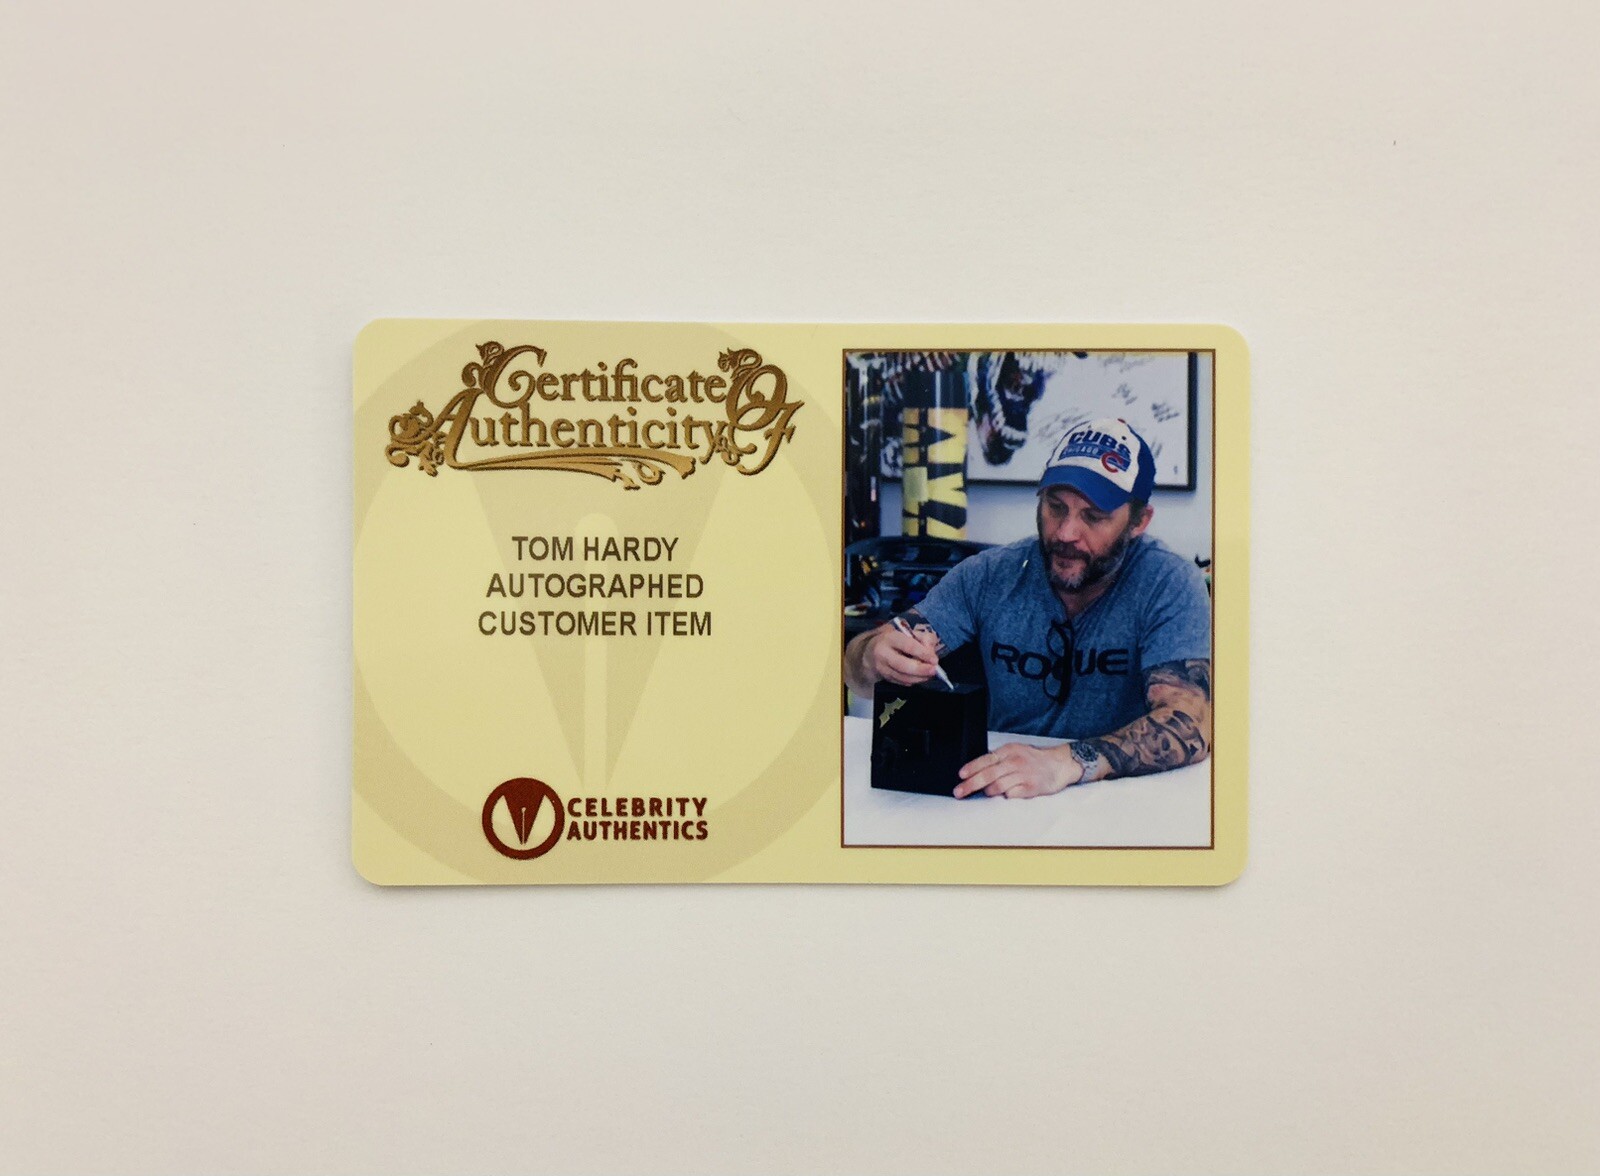 Certificate Of
Authenticity
TOM HARDY
AUTOGRAPHED
CUSTOMER ITEM
CELEBRITY
AUTHENTICS
CUBS
CHICAGO
ROGUE